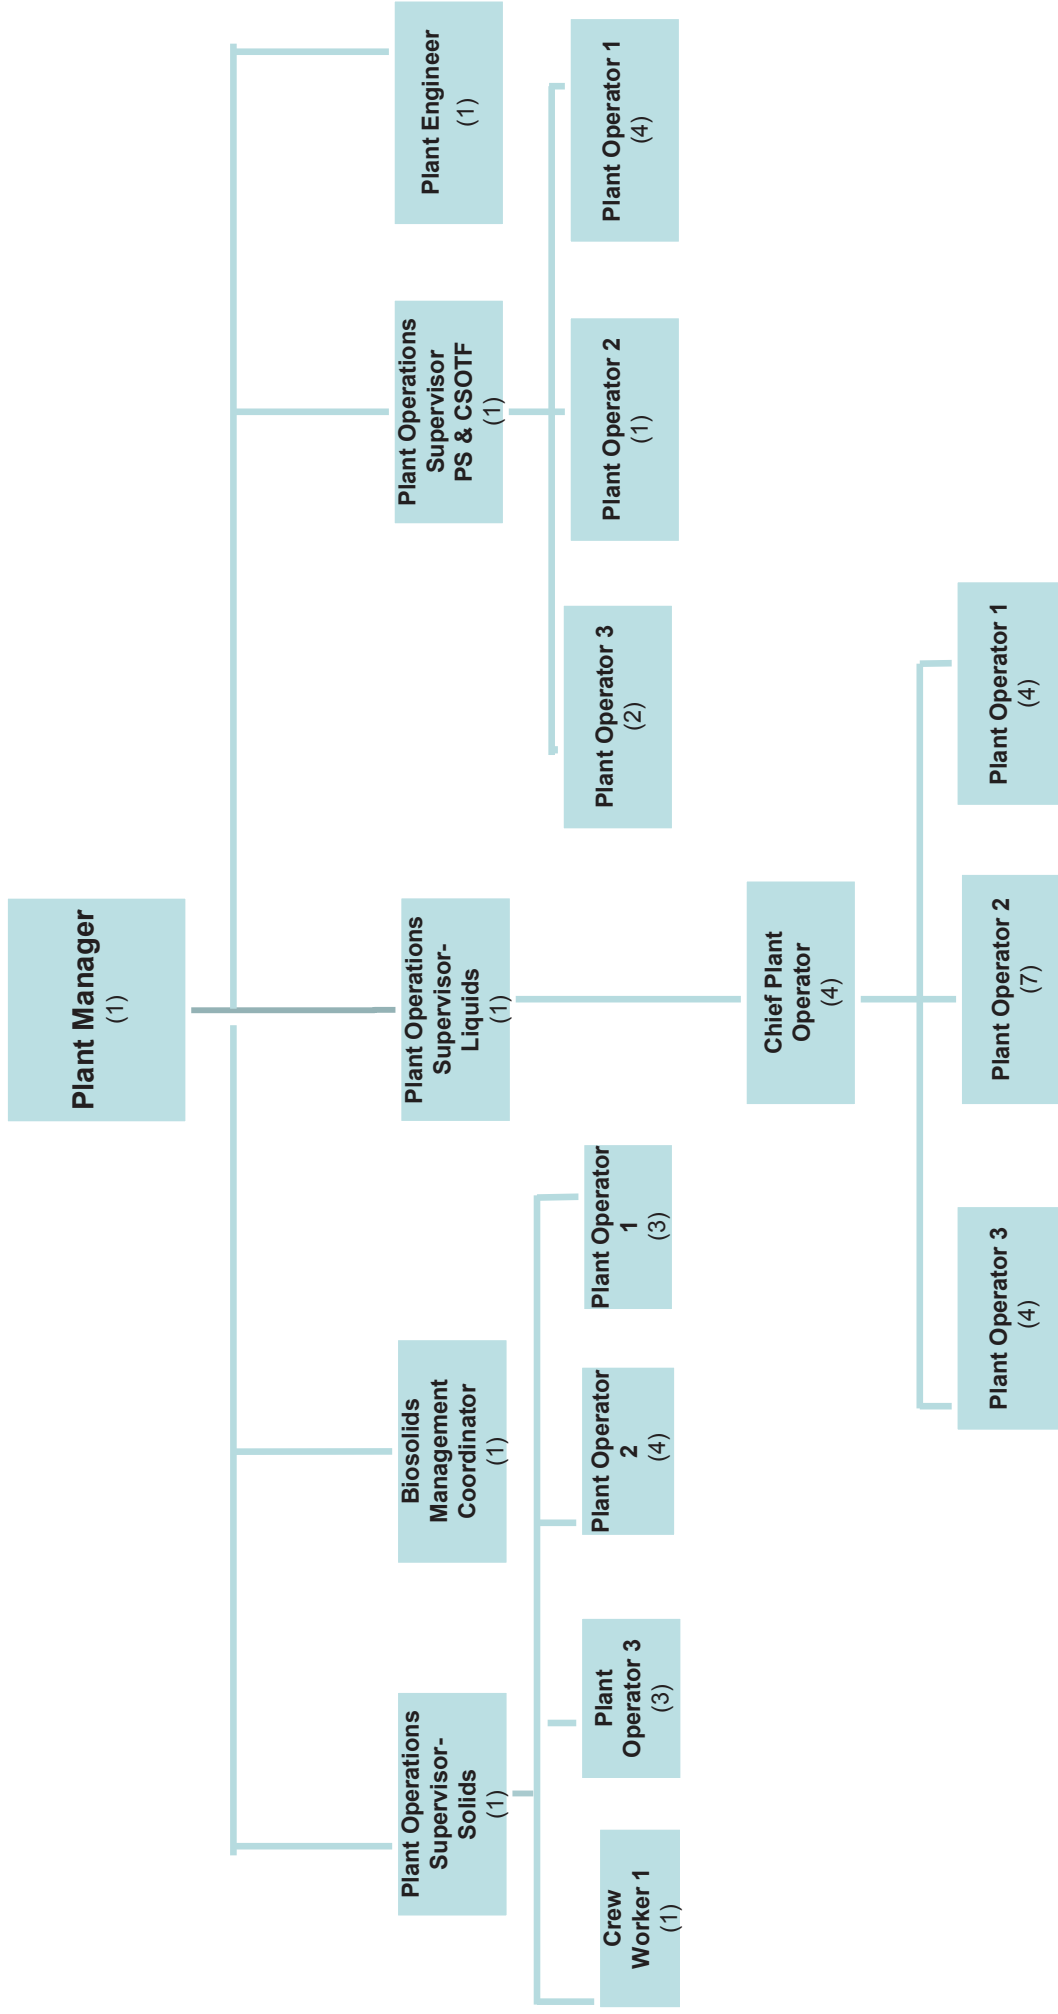 Plant Manager
(1)
Plant Operations
Supervisor-
Solids
(1)
Biosolids
Management
Coordinator
(1)
Plant Operations
Supervisor-
Liquids
(1)
Plant Operations
Supervisor
PS & CSOTF
(1)
Plant Engineer
(1)
Crew
Worker 1
(1)
Plant
Operator 3
(3)
Plant Operator
2
(4)
Plant Operator
1
(3)
Plant Operator 3
(2)
Plant Operator 2
(1)
Plant Operator 1
(4)
Chief Plant
Operator
(4)
Plant Operator 3
(4)
Plant Operator 2
(7)
Plant Operator 1
(4)